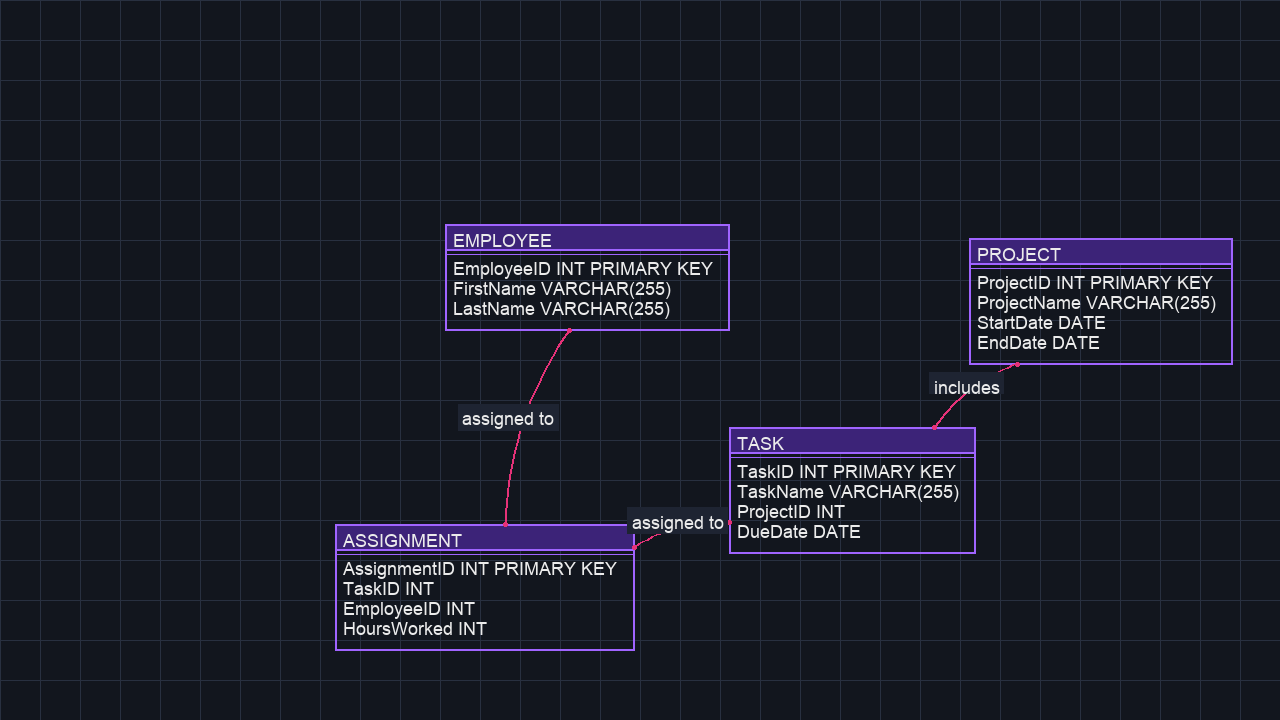 EMPLOYEE
EmployeeID INT PRIMARY KEY
FirstName VARCHAR(255)
LastName VARCHAR(255)
PROJECT
ProjectID INT PRIMARY KEY
ProjectName VARCHAR(255)
StartDate DATE
EndDate DATE
includes
assigned to
TASK
TaskID INT PRIMARY KEY
TaskName VARCHAR(255)
ProjectID INT
DueDate DATE
assigned to
ASSIGNMENT
AssignmentID INT PRIMARY KEY
TaskID INT
EmployeeID INT
HoursWorked INT